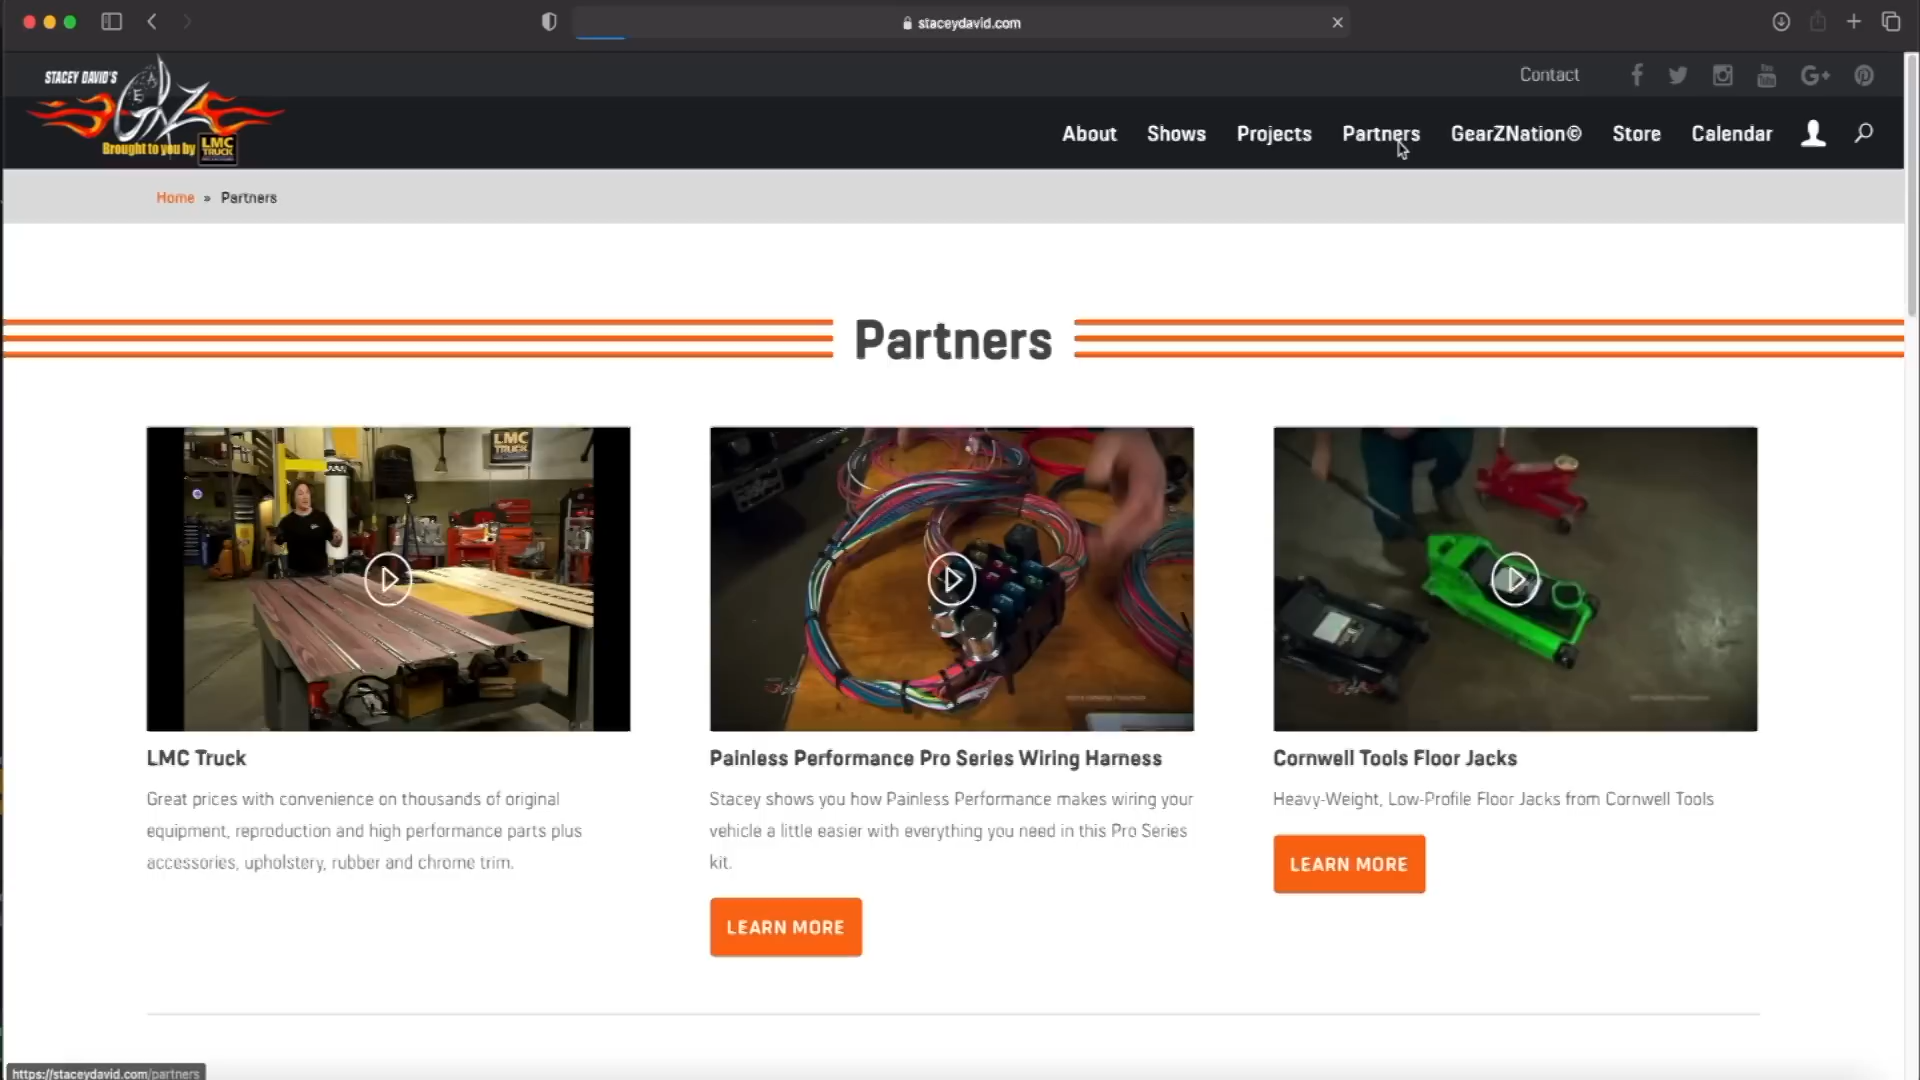 staceydavid.com
STACEY DAVID'S
GearZ
Brought to you by LMC TRUCK
Contact
About Shows Projects Partners GearZNation© Store Calendar
Home » Partners
Partners
LMC TRUCK
LMC Truck
Great prices with convenience on thousands of original
equipment, reproduction and high performance parts plus
accessories, upholstery, rubber and chrome trim.
Painless Performance Pro Series Wiring Harness
Stacey shows you how Painless Performance makes wiring your
vehicle a little easier with everything you need in this Pro Series
kit.
LEARN MORE
Cornwell Tools Floor Jacks
Heavy-Weight, Low-Profile Floor Jacks from Cornwell Tools
LEARN MORE
https://staceydavid.com/partners